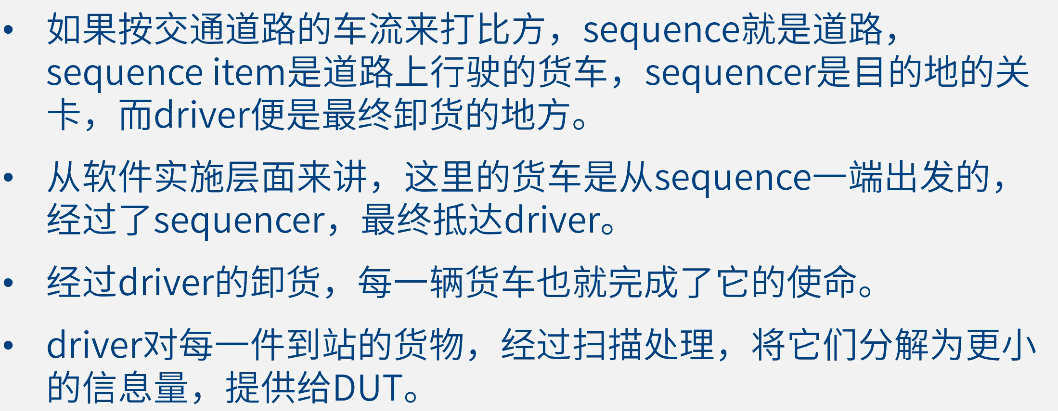 • 如果按交通道路的车流来打比方，sequence就是道路，
sequence item是道路上行驶的货车，sequencer是目的地的关
卡，而driver便是最终卸货的地方。
• 从软件实施层面来讲，这里的货车是从sequence一端出发的，
经过了sequencer，最终抵达driver。
• 经过driver的卸货，每一辆货车也就完成了它的使命。
• driver对每一件到站的货物，经过扫描处理，将它们分解为更小
的信息量，提供给DUT。